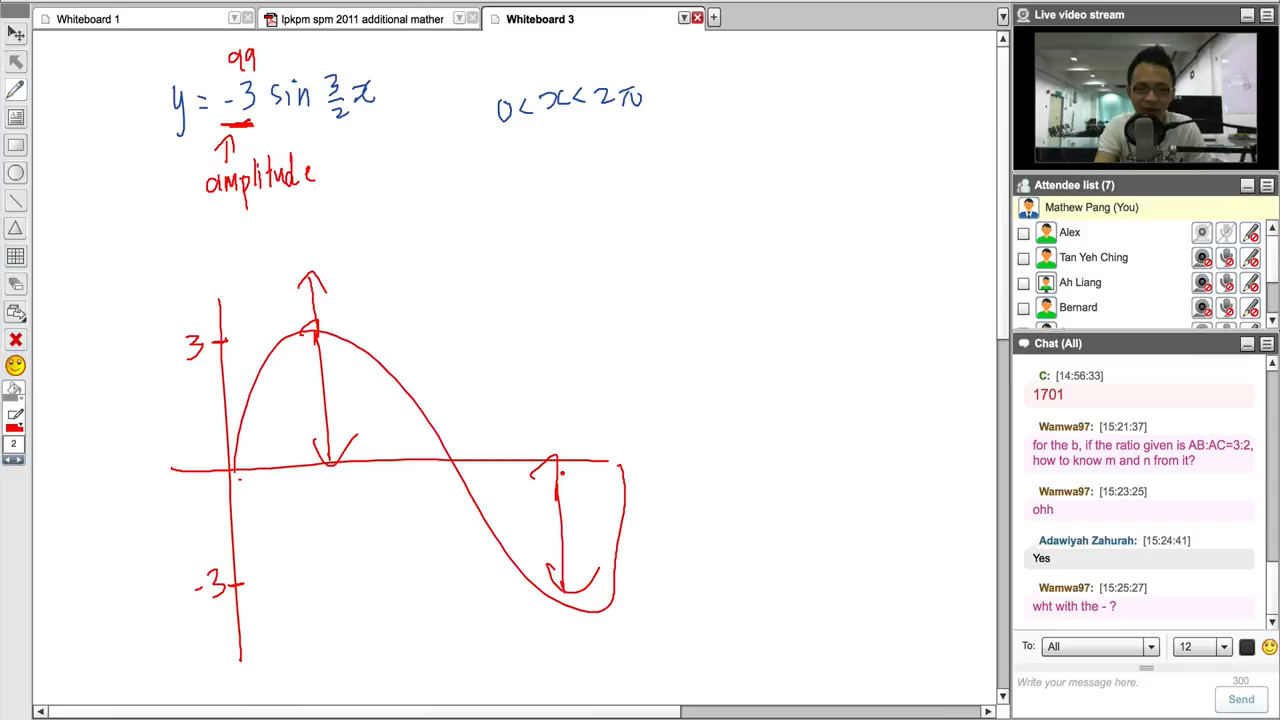 Whiteboard 1
lpkpm spm 2011 additional mather
Whiteboard 3
Live video stream
99
y = -3 sin 3/2 x
0 < x < 2π
amplitude
3
-3
Attendee list (7)
Mathew Pang (You)
Alex
Tan Yeh Ching
Ah Liang
Bernard
Chat (All)
C: [14:56:33]
1701
Wamwa97: [15:21:37]
for the b, if the ratio given is AB:AC=3:2,
how to know m and n from it?
Wamwa97: [15:23:25]
ohh
Adawiyah Zahurah: [15:24:41]
Yes
Wamwa97: [15:25:27]
wht with the - ?
To: All 12
Write your message here.
300
Send
2